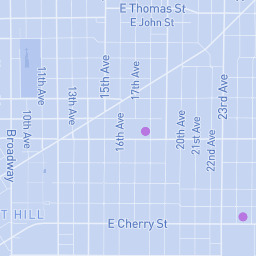 E Thomas St
E John St
15th Ave
17th Ave
11th Ave
13th Ave
23rd Ave
10th Ave
16th Ave
20th Ave
21st Ave
22nd Ave
Broadway
T HILL
E Cherry St